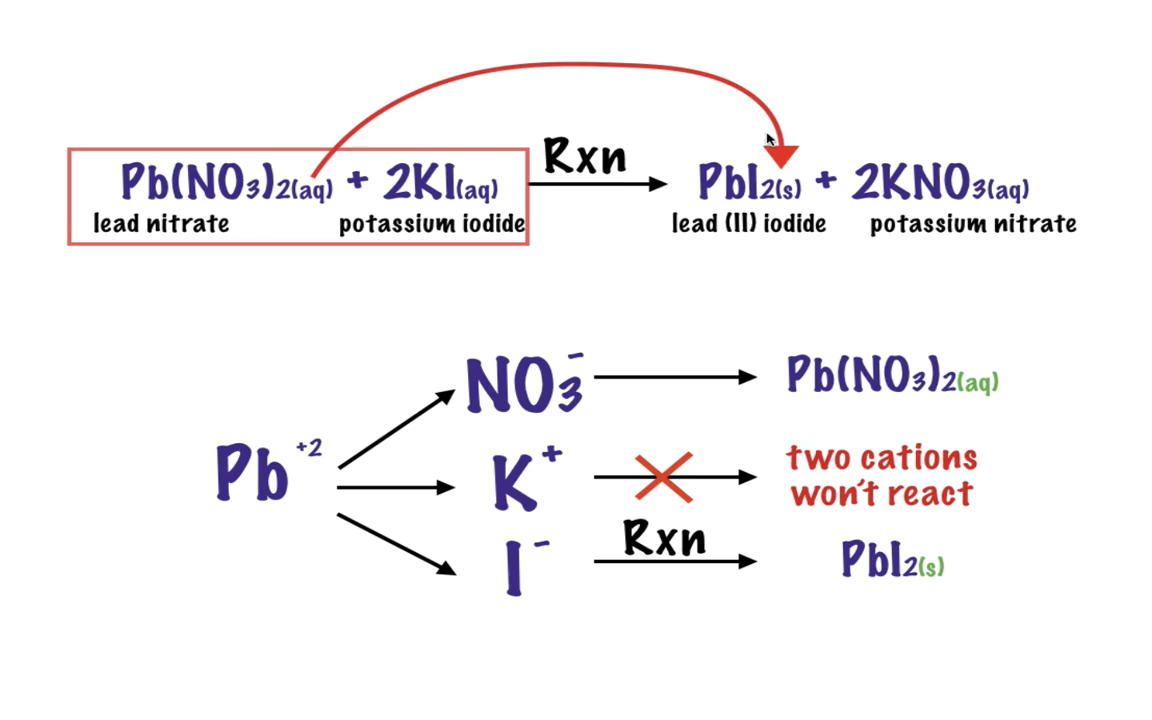 Rxn
Pb(NO₃)₂(aq) + 2KI(aq) PbI₂(s) + 2KNO₃(aq)
lead nitrate potassium iodide lead (II) iodide potassium nitrate
NO₃⁻ Pb(NO₃)₂(aq)
Pb⁺² K⁺ two cations
won't react
Rxn
I⁻ PbI₂(s)